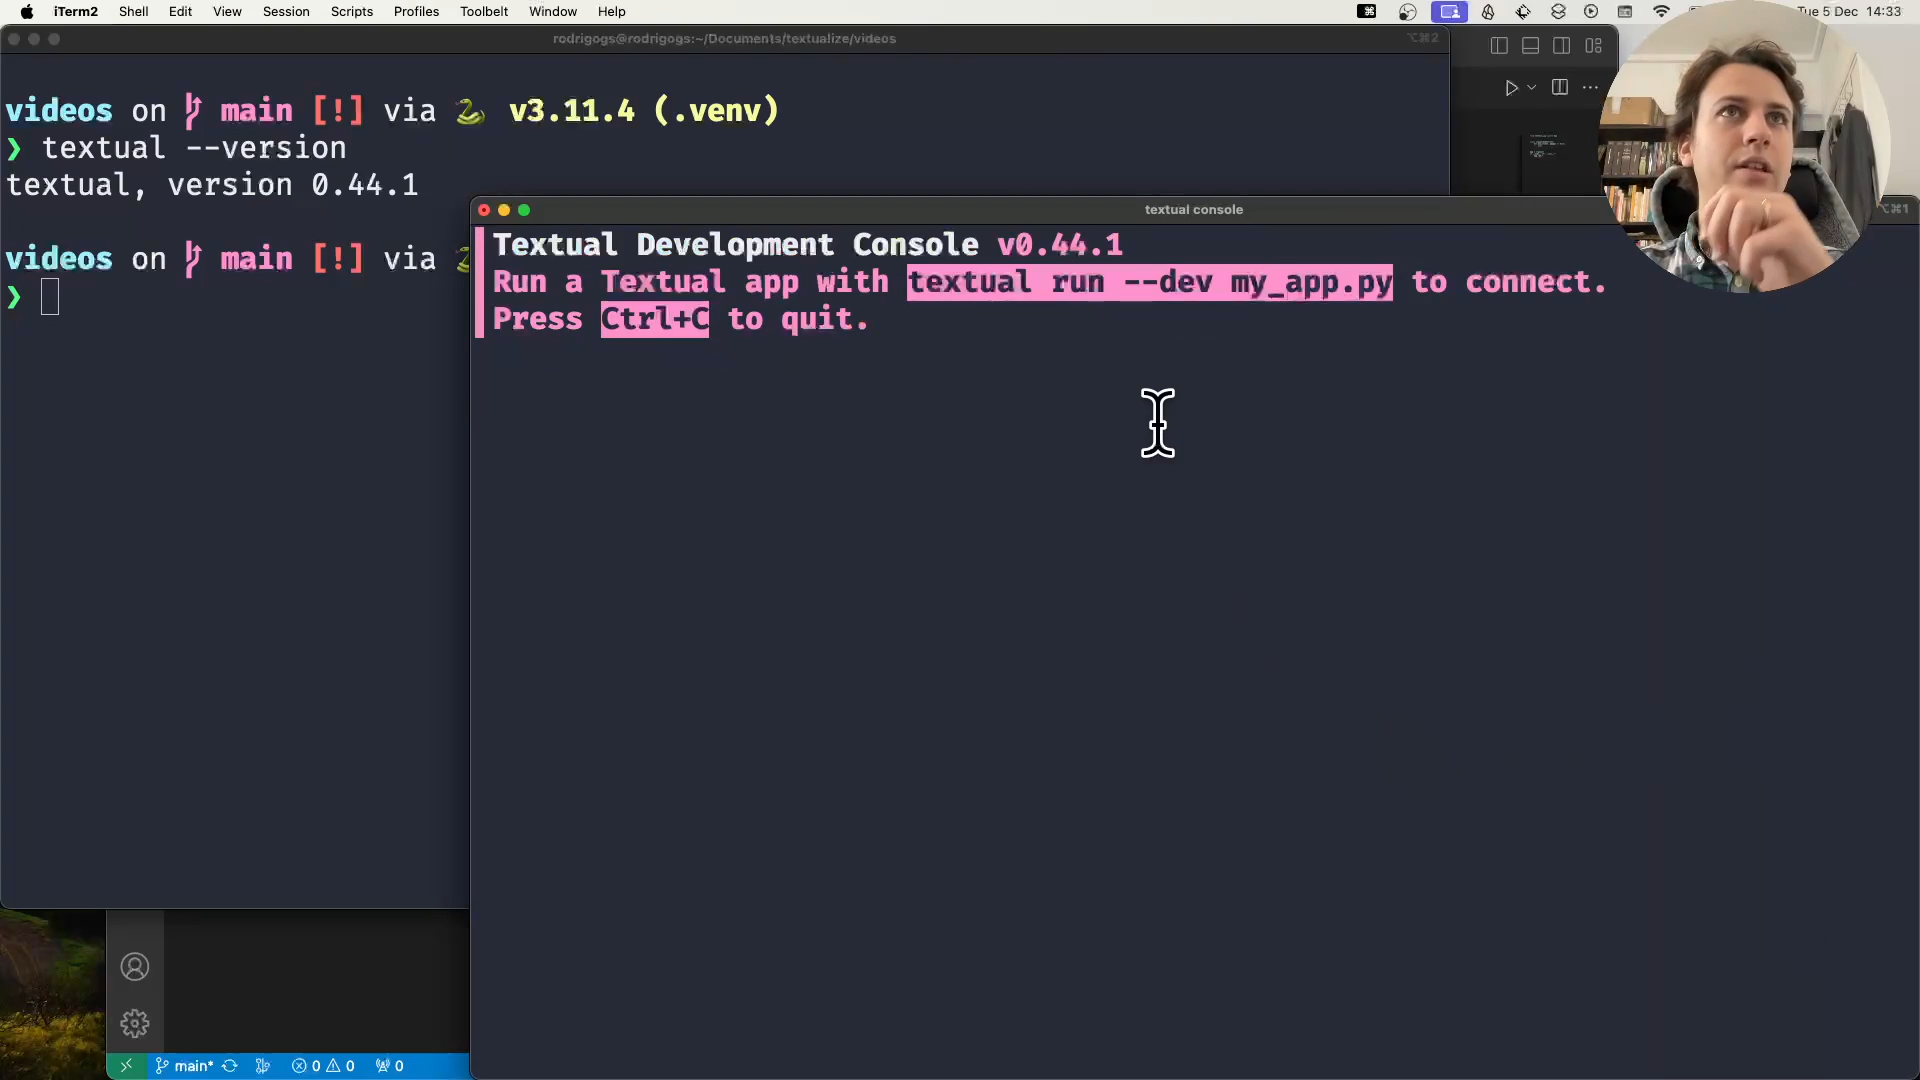 iTerm2 Shell Edit View Session Scripts Profiles Toolbelt Window Help Tue 5 Dec 14:33
rodrigogs@rodrigogs:~/Documents/textualize/videos ⌥⌘2
videos on main [!] via 🐍 v3.11.4 (.venv)
❯ textual --version
textual, version 0.44.1
videos on main [!] via
❯
textual console ⌥⌘1
Textual Development Console v0.44.1
Run a Textual app with textual run --dev my_app.py to connect.
Press Ctrl+C to quit.
main* 0 0 0